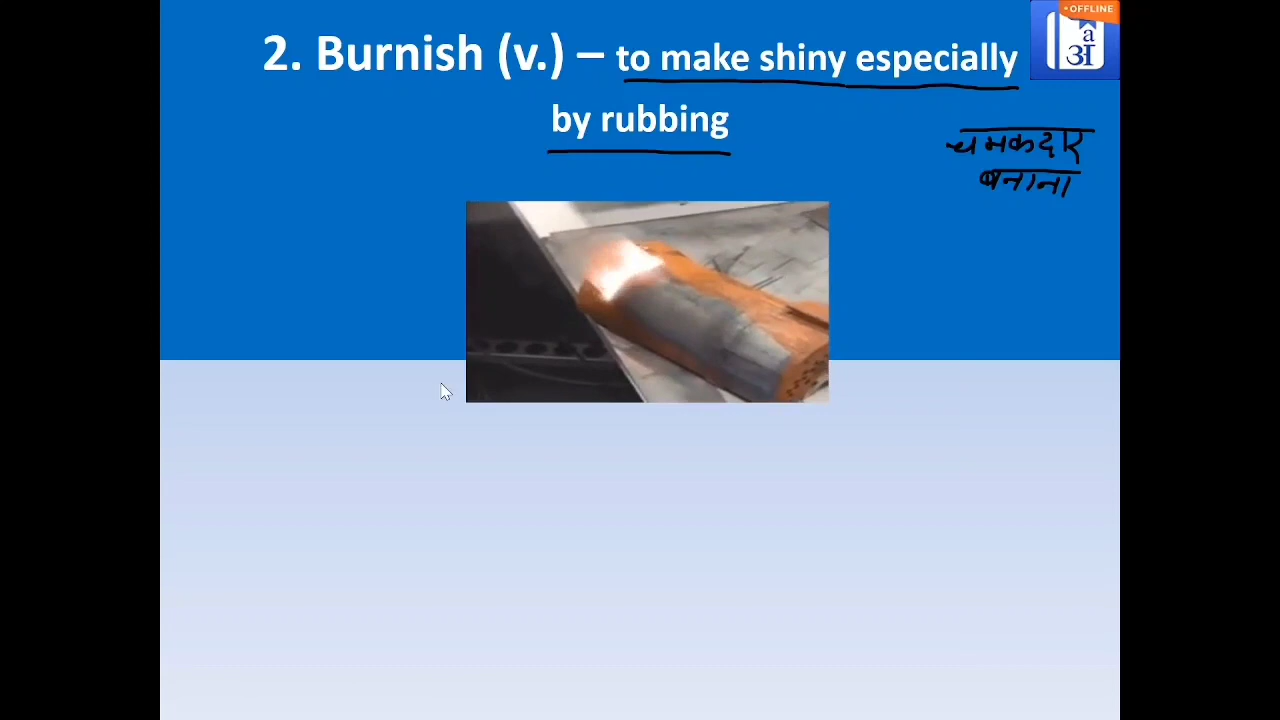 2. Burnish (v.) – to make shiny especially
by rubbing
• OFFLINE
a
अ
चमकदार
बनाना